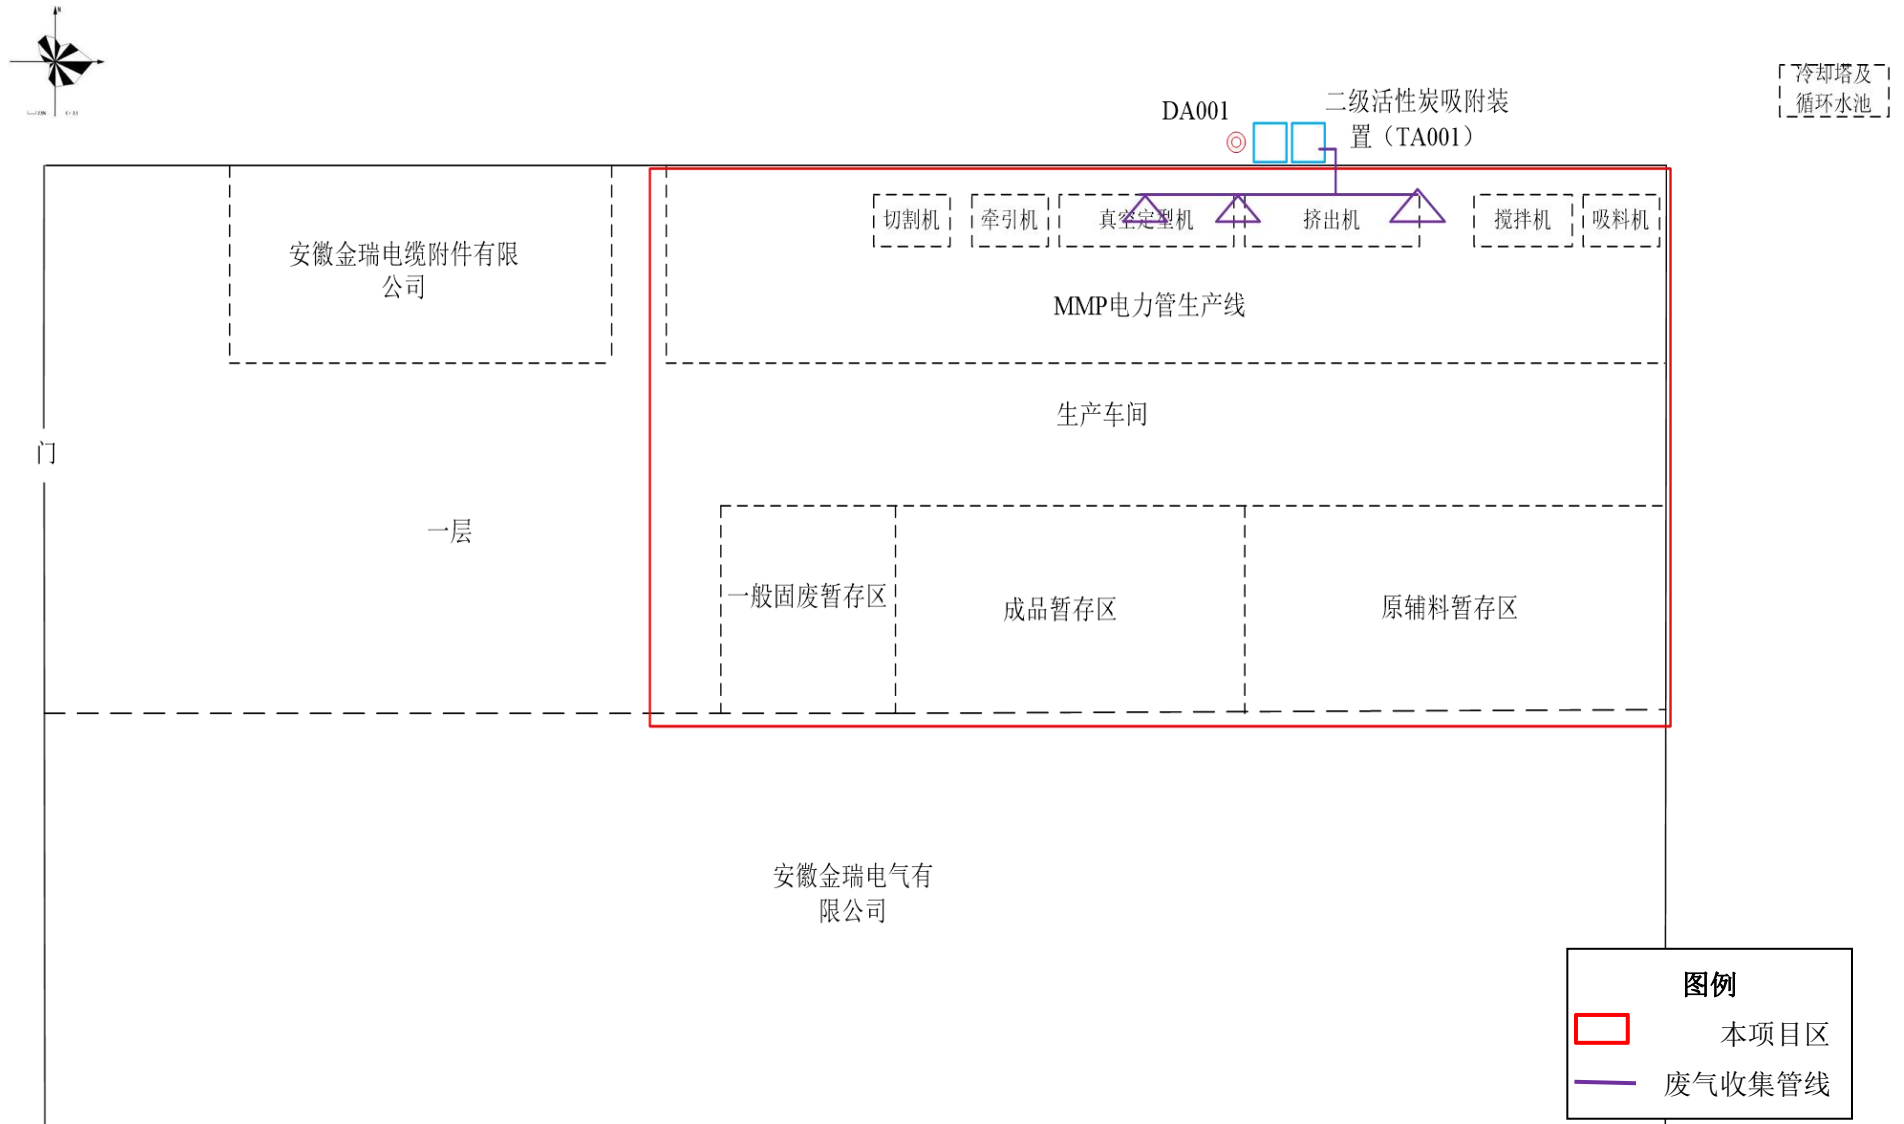 N
冷却塔及
循环水池
DA001
二级活性炭吸附装
置（TA001）
切割机
牵引机
真空定型机
挤出机
搅拌机
吸料机
安徽金瑞电缆附件有限
公司
MMP电力管生产线
生产车间
门
一层
一般固废暂存区
成品暂存区
原辅料暂存区
安徽金瑞电气有
限公司
图例
本项目区
废气收集管线